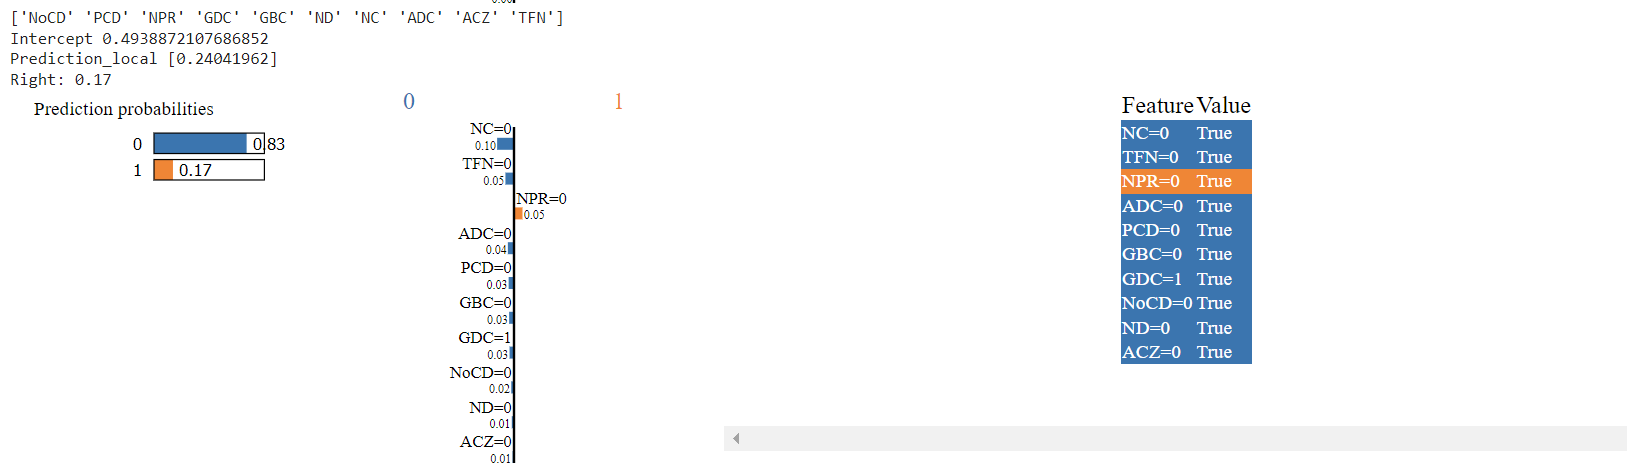 ['NoCD' 'PCD' 'NPR' 'GDC' 'GBC' 'ND' 'NC' 'ADC' 'ACZ' 'TFN']
Intercept 0.4938872107686852
Prediction_local [0.24041962]
Right: 0.17
Prediction probabilities
0 0.83
1 0.17
0 1
NC=0
0.10
TFN=0
0.05
NPR=0
0.05
ADC=0
0.04
PCD=0
0.03
GBC=0
0.03
GDC=1
0.03
NoCD=0
0.02
ND=0
0.01
ACZ=0
0.01
Feature Value
NC=0 True
TFN=0 True
NPR=0 True
ADC=0 True
PCD=0 True
GBC=0 True
GDC=1 True
NoCD=0 True
ND=0 True
ACZ=0 True